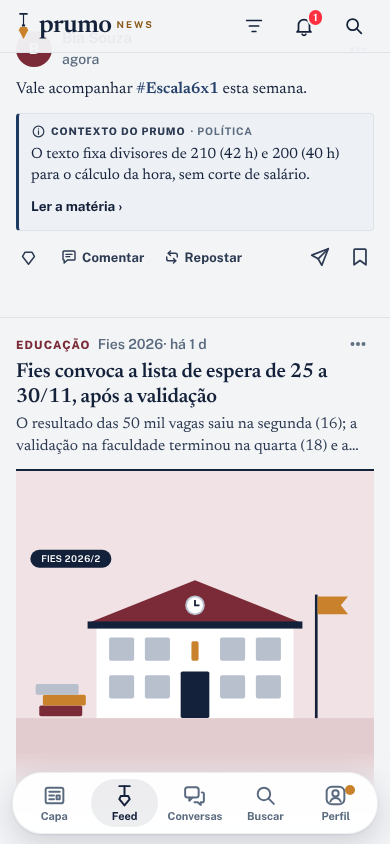 prumo NEWS
1
Bia Souza
agora
Vale acompanhar #Escala6x1 esta semana.
CONTEXTO DO PRUMO · POLÍTICA
O texto fixa divisores de 210 (42 h) e 200 (40 h)
para o cálculo da hora, sem corte de salário.
Ler a matéria ›
Comentar
Repostar
EDUCAÇÃO Fies 2026· há 1 d
Fies convoca a lista de espera de 25 a
30/11, após a validação
O resultado das 50 mil vagas saiu na segunda (16); a
validação na faculdade terminou na quarta (18) e a…
FIES 2026/2
Capa
Feed
Conversas
Buscar
Perfil